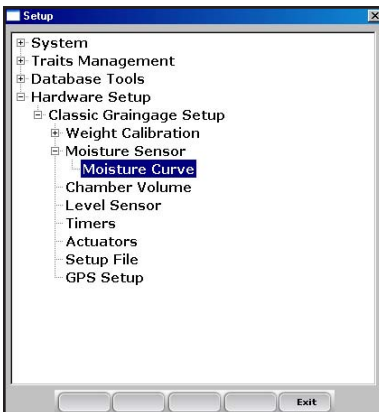 Setup
System
Traits Management
Database Tools
Hardware Setup
Classic Graingage Setup
Weight Calibration
Moisture Sensor
Moisture Curve
Chamber Volume
Level Sensor
Timers
Actuators
Setup File
GPS Setup
Exit